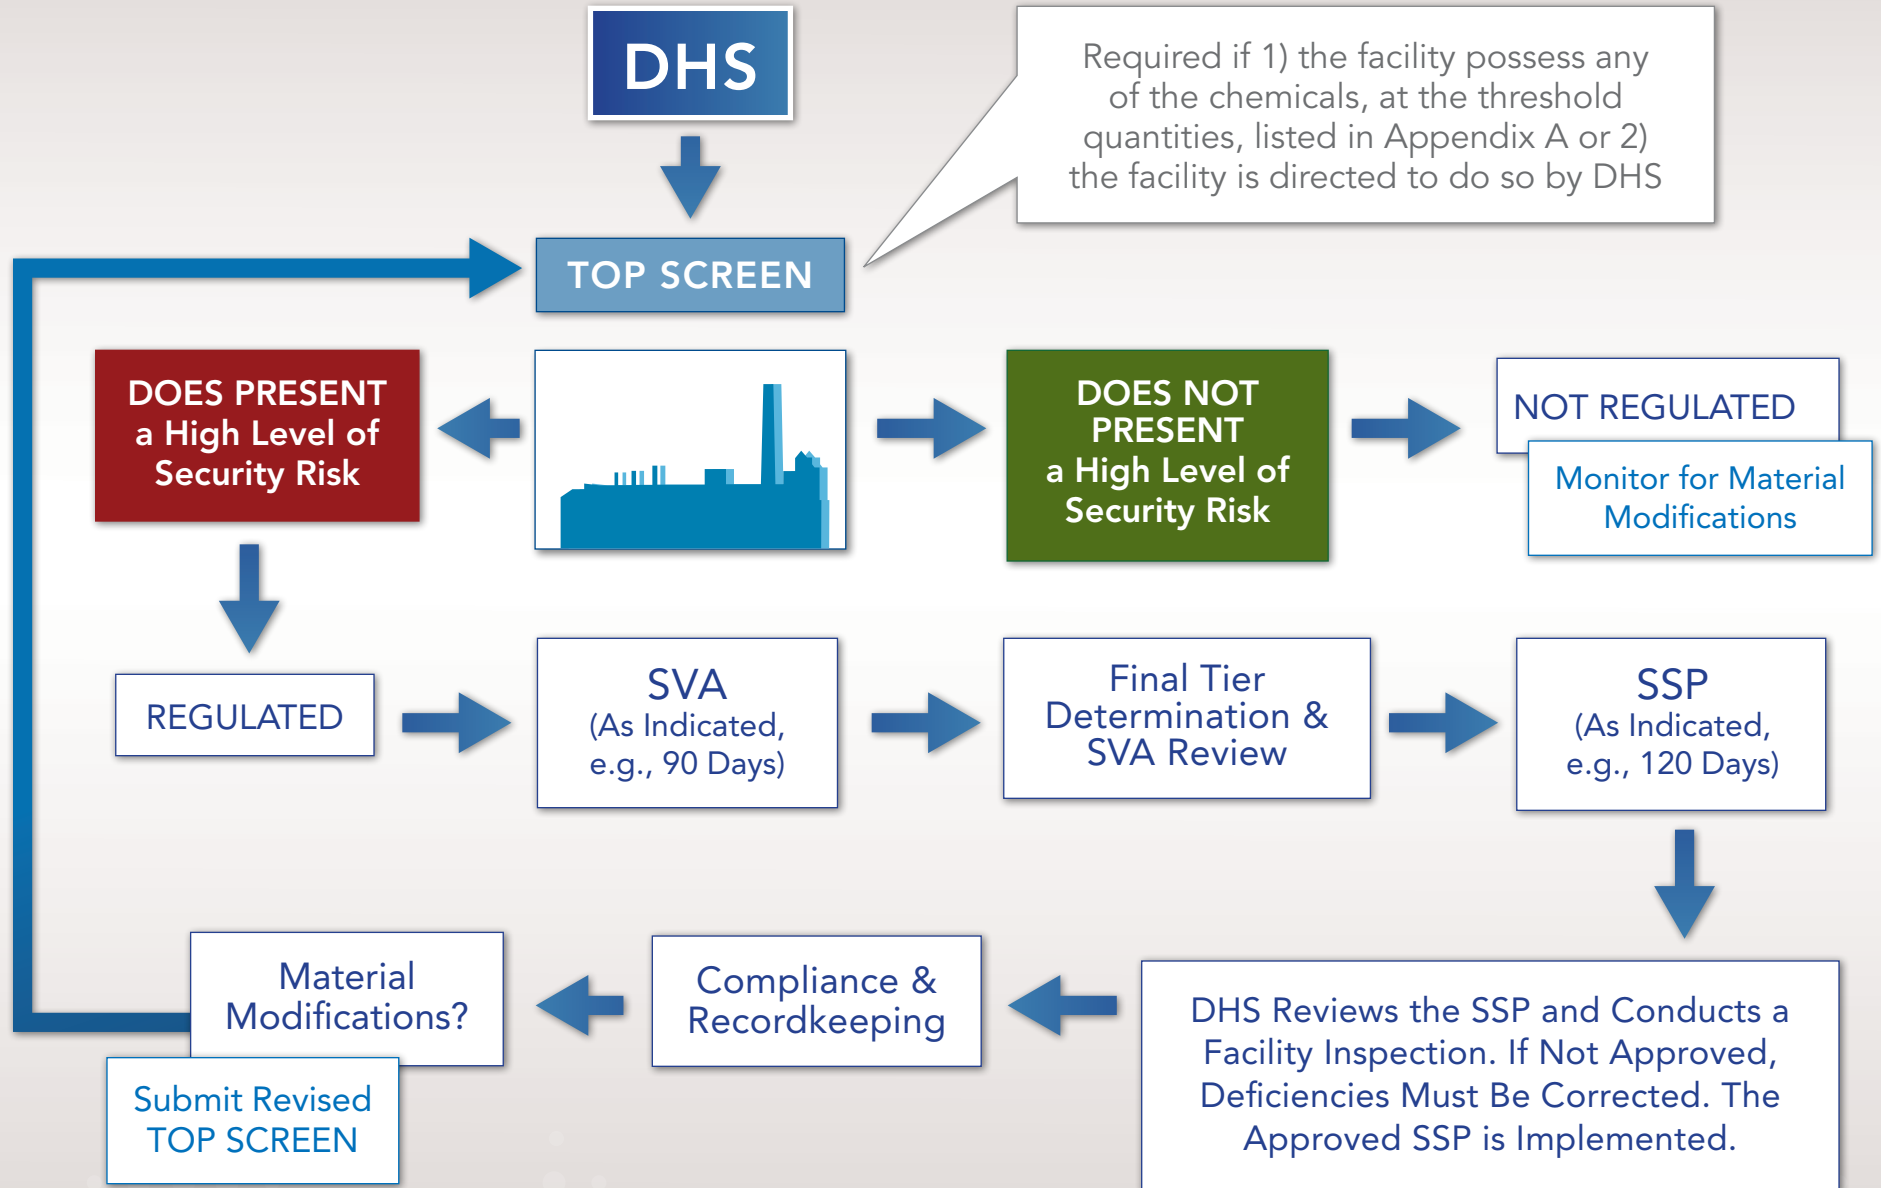 DHS
Required if 1) the facility possess any
of the chemicals, at the threshold
quantities, listed in Appendix A or 2)
the facility is directed to do so by DHS
TOP SCREEN
DOES PRESENT
a High Level of
Security Risk
DOES NOT
PRESENT
a High Level of
Security Risk
NOT REGULATED
Monitor for Material
Modifications
REGULATED
SVA
(As Indicated,
e.g., 90 Days)
Final Tier
Determination &
SVA Review
SSP
(As Indicated,
e.g., 120 Days)
DHS Reviews the SSP and Conducts a
Facility Inspection. If Not Approved,
Deficiencies Must Be Corrected. The
Approved SSP is Implemented.
Compliance &
Recordkeeping
Material
Modifications?
Submit Revised
TOP SCREEN